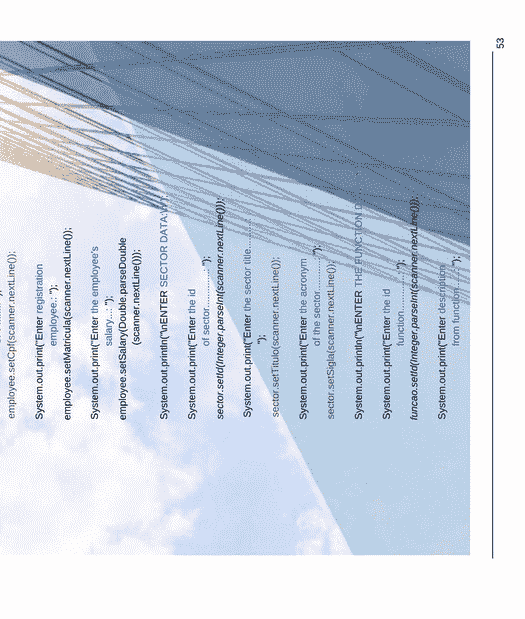 employee.setCpf(scanner.nextLine());
System.out.print("Enter registration
employee.: ");
employee.setMatricula(scanner.nextLine());
System.out.print("Enter the employee's
salary.... ");
employee.setSalary(Double.parseDouble
(scanner.nextLine()));
System.out.println("\nENTER SECTOR DATA:\n");
System.out.print("Enter the id
of sector.................... : ");
sector.setId(Integer.parseInt(scanner.nextLine()));
System.out.print("Enter the sector title............
");
sector.setTitulo(scanner.nextLine());
System.out.print("Enter the acronym
of the sector ............");
sector.setSigla(scanner.nextLine());
System.out.println("\nENTER THE FUNCTION D
System.out.print("Enter the Id
function..................:");
funcao.setId(Integer.parseInt(scanner.nextLine()));
System.out.print("Enter description
from function.......: ");
53